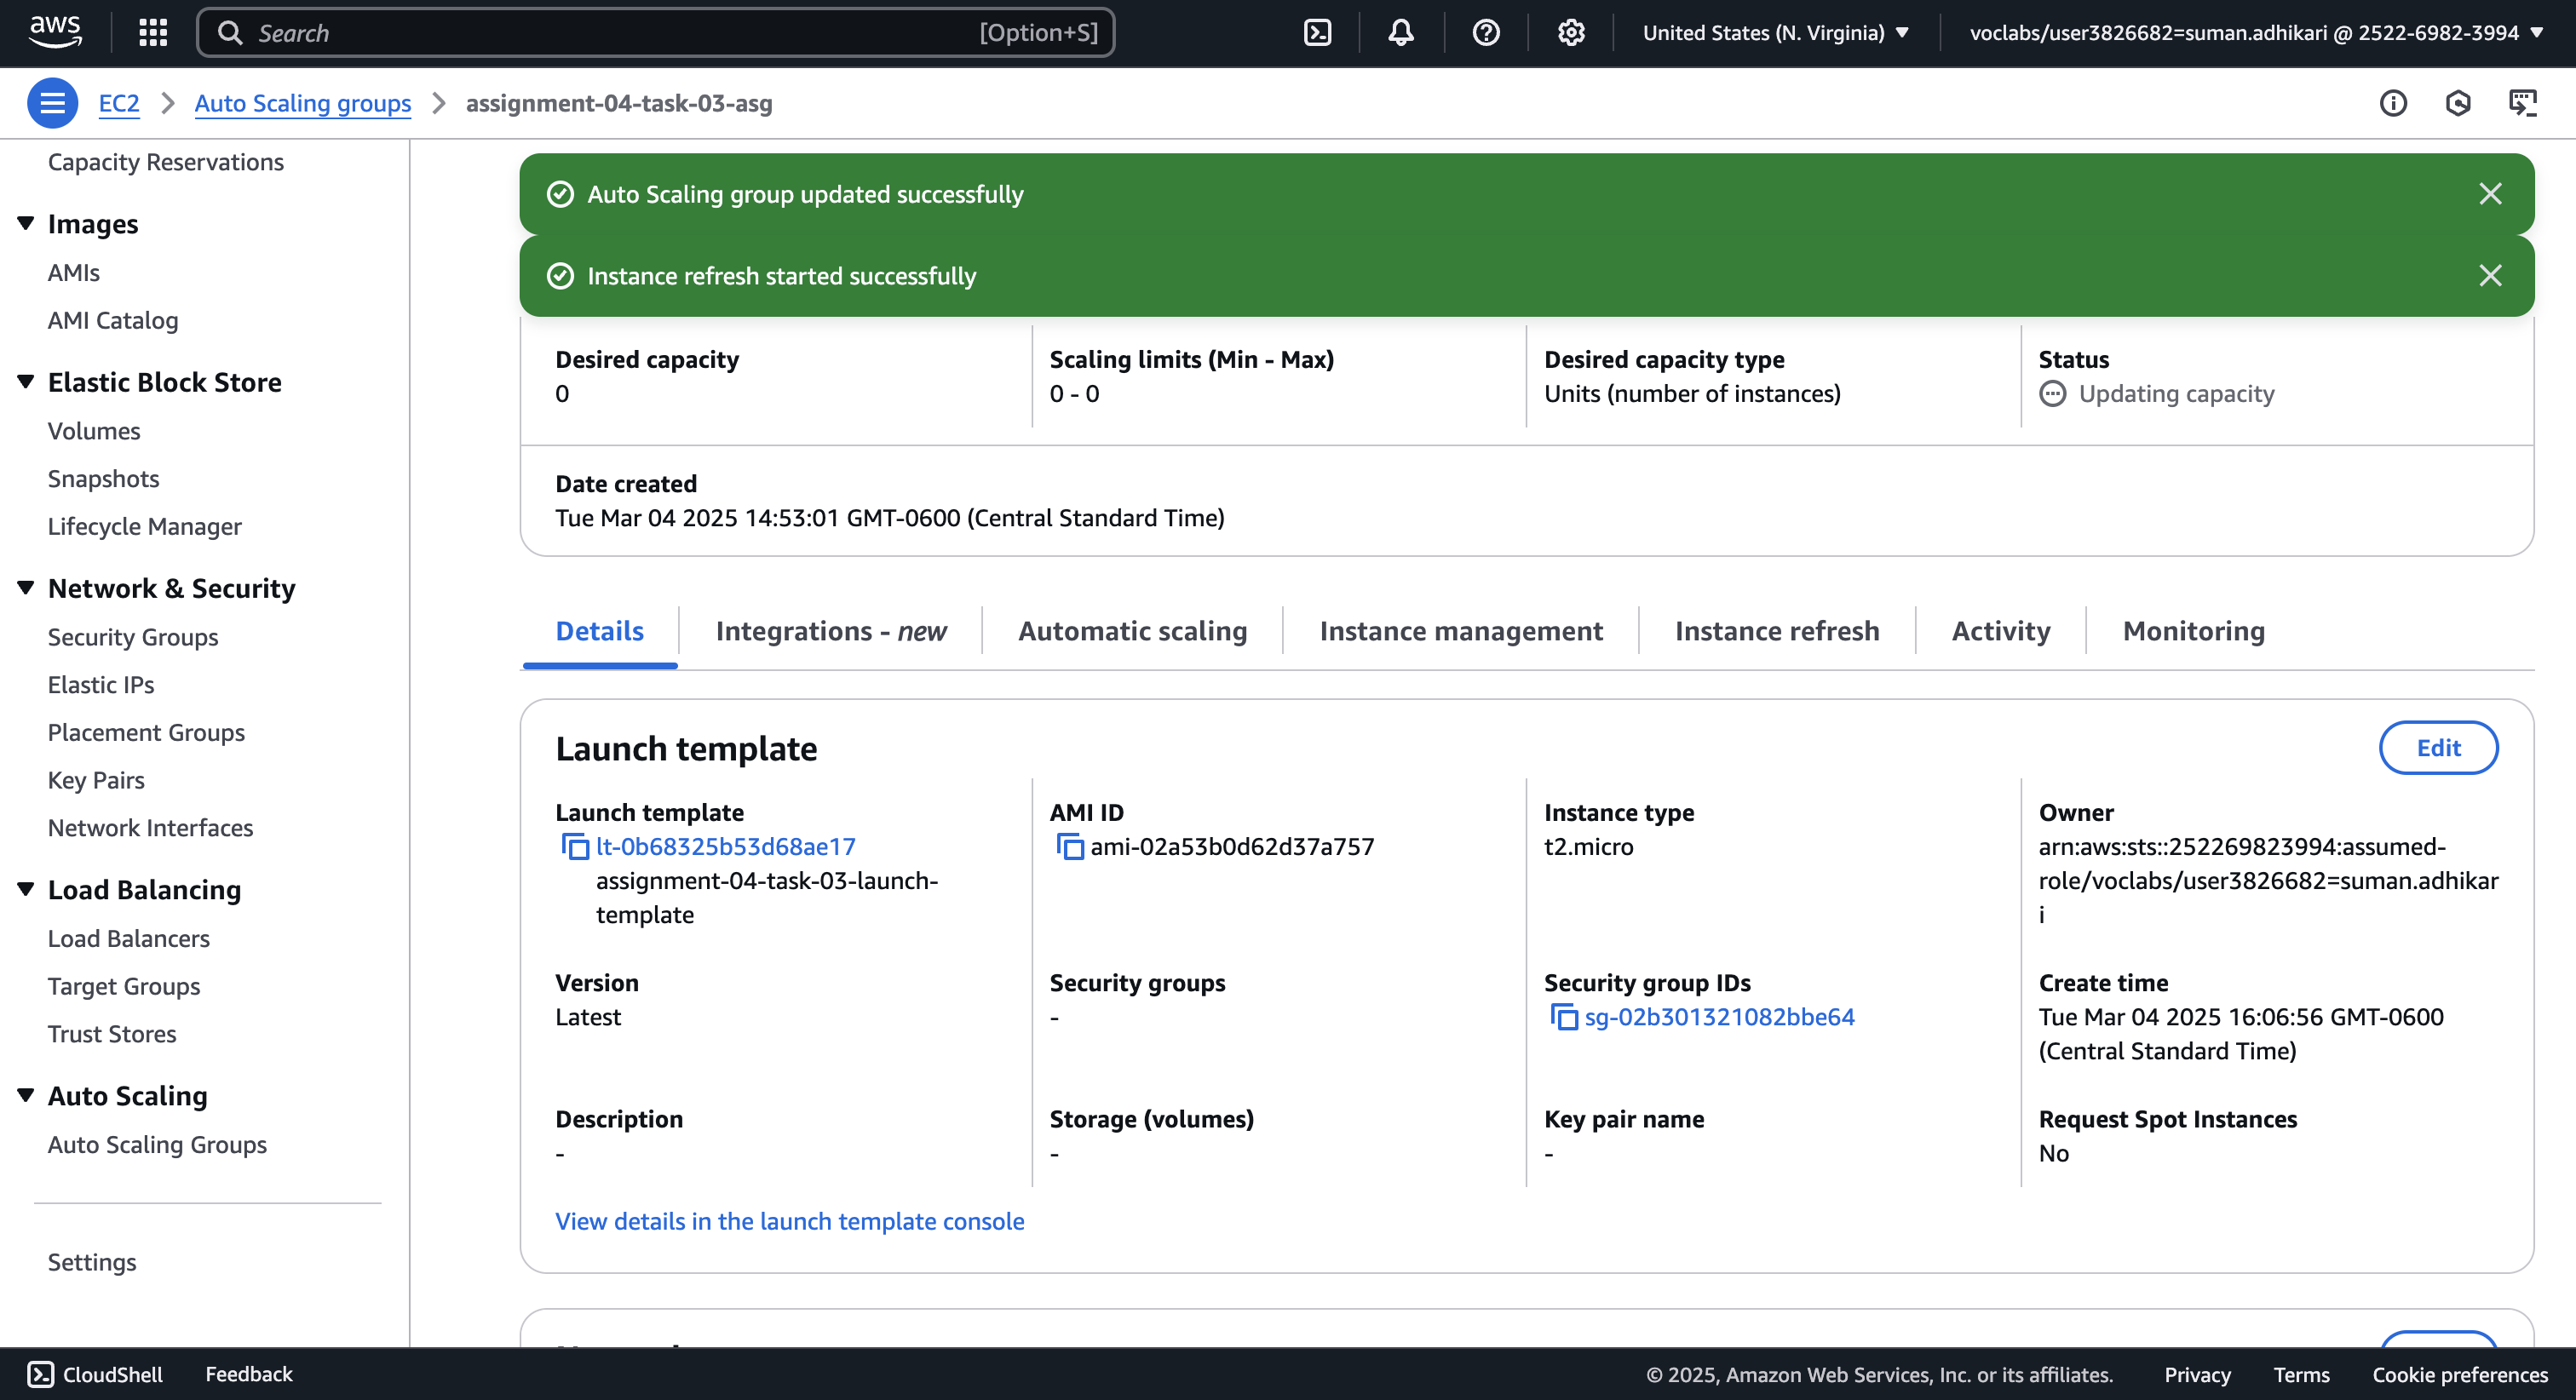 aws
Search [Option+S]
United States (N. Virginia)
voclabs/user3826682=suman.adhikari @ 2522-6982-3994
EC2
Auto Scaling groups
assignment-04-task-03-asg
Capacity Reservations
Images
AMIs
AMI Catalog
Elastic Block Store
Volumes
Snapshots
Lifecycle Manager
Network & Security
Security Groups
Elastic IPs
Placement Groups
Key Pairs
Network Interfaces
Load Balancing
Load Balancers
Target Groups
Trust Stores
Auto Scaling
Auto Scaling Groups
Settings
Auto Scaling group updated successfully
Instance refresh started successfully
Desired capacity
0
Scaling limits (Min - Max)
0 - 0
Desired capacity type
Units (number of instances)
Status
Updating capacity
Date created
Tue Mar 04 2025 14:53:01 GMT-0600 (Central Standard Time)
Details
Integrations - new
Automatic scaling
Instance management
Instance refresh
Activity
Monitoring
Launch template
Edit
Launch template
lt-0b68325b53d68ae17
assignment-04-task-03-launch-
template
AMI ID
ami-02a53b0d62d37a757
Instance type
t2.micro
Owner
arn:aws:sts::252269823994:assumed-
role/voclabs/user3826682=suman.adhikar
i
Version
Latest
Security groups
-
Security group IDs
sg-02b301321082bbe64
Create time
Tue Mar 04 2025 16:06:56 GMT-0600
(Central Standard Time)
Description
-
Storage (volumes)
-
Key pair name
-
Request Spot Instances
No
View details in the launch template console
CloudShell
Feedback
© 2025, Amazon Web Services, Inc. or its affiliates.
Privacy
Terms
Cookie preferences